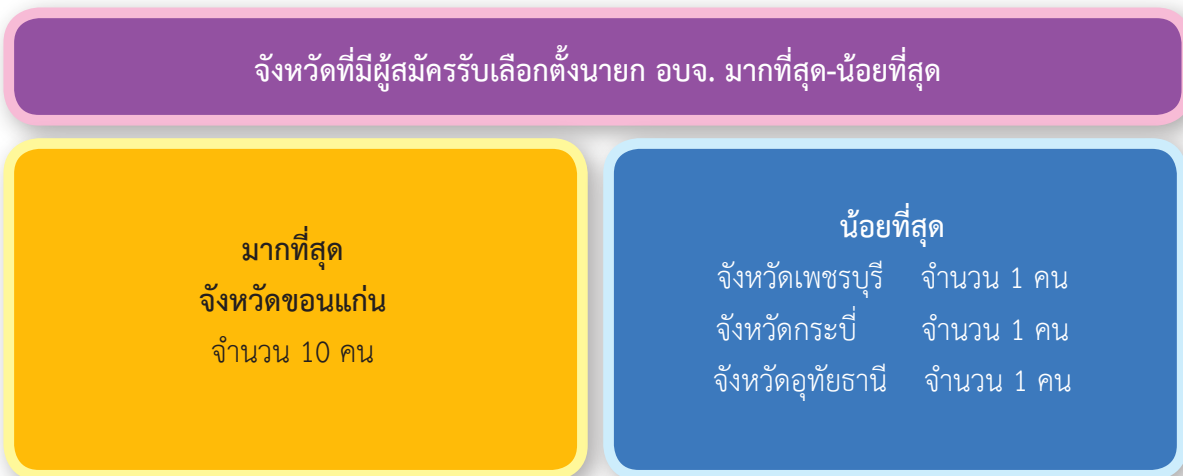 จังหวัดที่มีผู้สมัครรับเลือกตั้งนายก อบจ. มากที่สุด-น้อยที่สุด
มากที่สุด
จังหวัดขอนแก่น
จำนวน 10 คน
น้อยที่สุด
จังหวัดเพชรบุรี จำนวน 1 คน
จังหวัดกระบี่ จำนวน 1 คน
จังหวัดอุทัยธานี จำนวน 1 คน